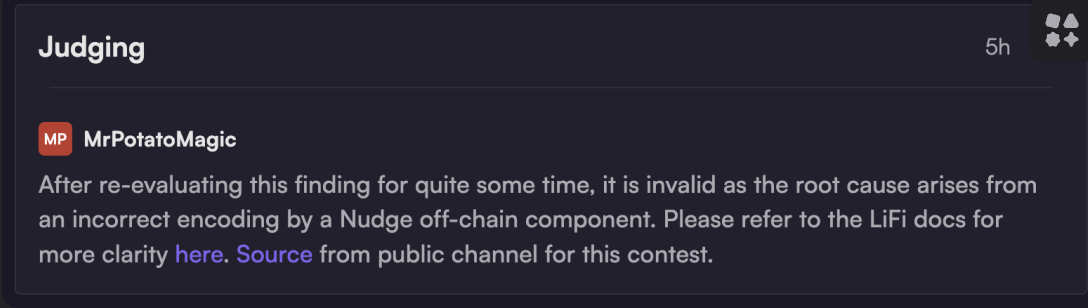 Judging
5h
MP MrPotatoMagic
After re-evaluating this finding for quite some time, it is invalid as the root cause arises from
an incorrect encoding by a Nudge off-chain component. Please refer to the LiFi docs for
more clarity here. Source from public channel for this contest.